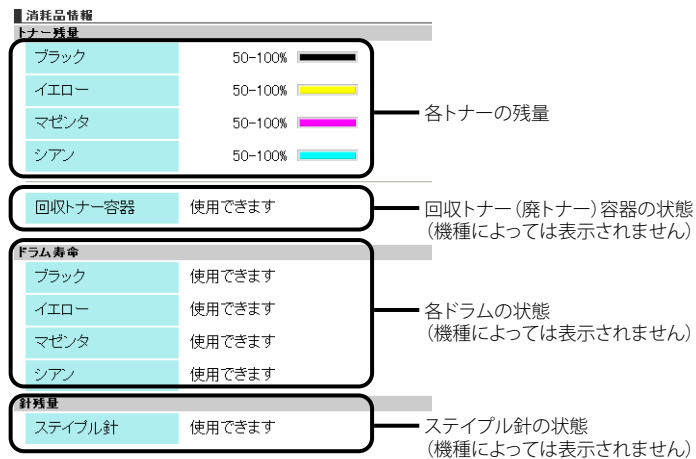 消耗品情報
トナー残量
ブラック 50-100%
イエロー 50-100%
マゼンタ 50-100%
シアン 50-100%
各トナーの残量
回収トナー容器 使用できます
回収トナー（廃トナー）容器の状態
（機種によっては表示されません）
ドラム寿命
ブラック 使用できます
イエロー 使用できます
マゼンタ 使用できます
シアン 使用できます
各ドラムの状態
（機種によっては表示されません）
針残量
ステイプル針 使用できます
ステイプル針の状態
（機種によっては表示されません）